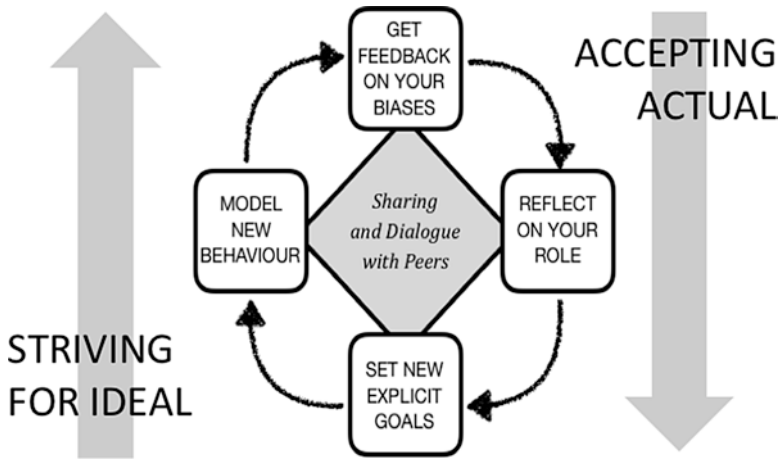 GET
FEEDBACK
ON YOUR
BIASES
ACCEPTING
ACTUAL
MODEL
NEW
BEHAVIOUR
Sharing
and Dialogue
with Peers
REFLECT
ON YOUR
ROLE
STRIVING
FOR IDEAL
SET NEW
EXPLICIT
GOALS